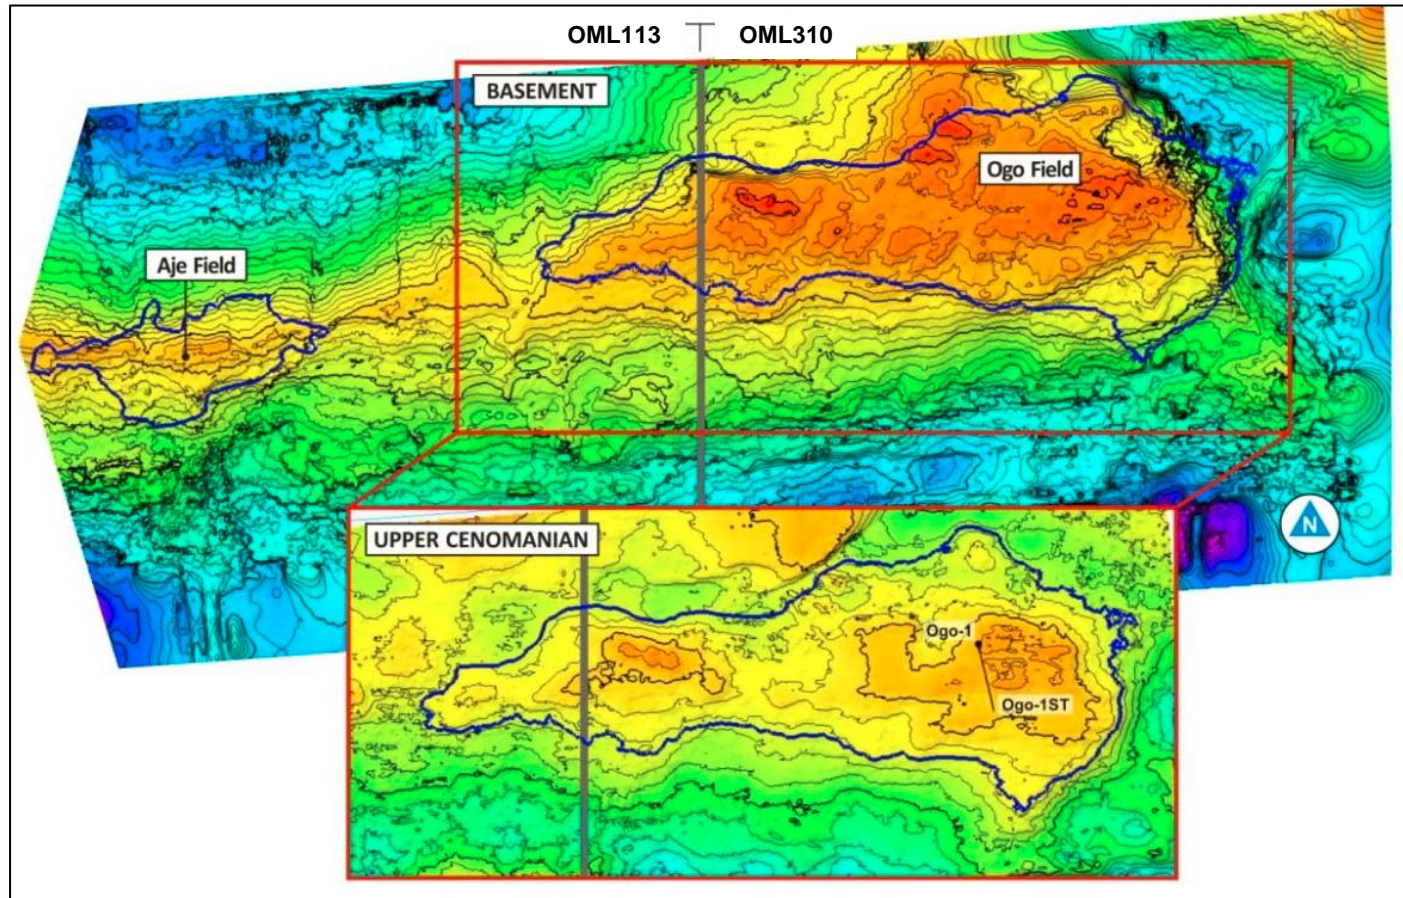 OML113
OML310
BASEMENT
Ogo Field
Aje Field
N
UPPER CENOMANIAN
Ogo-1
Ogo-1ST